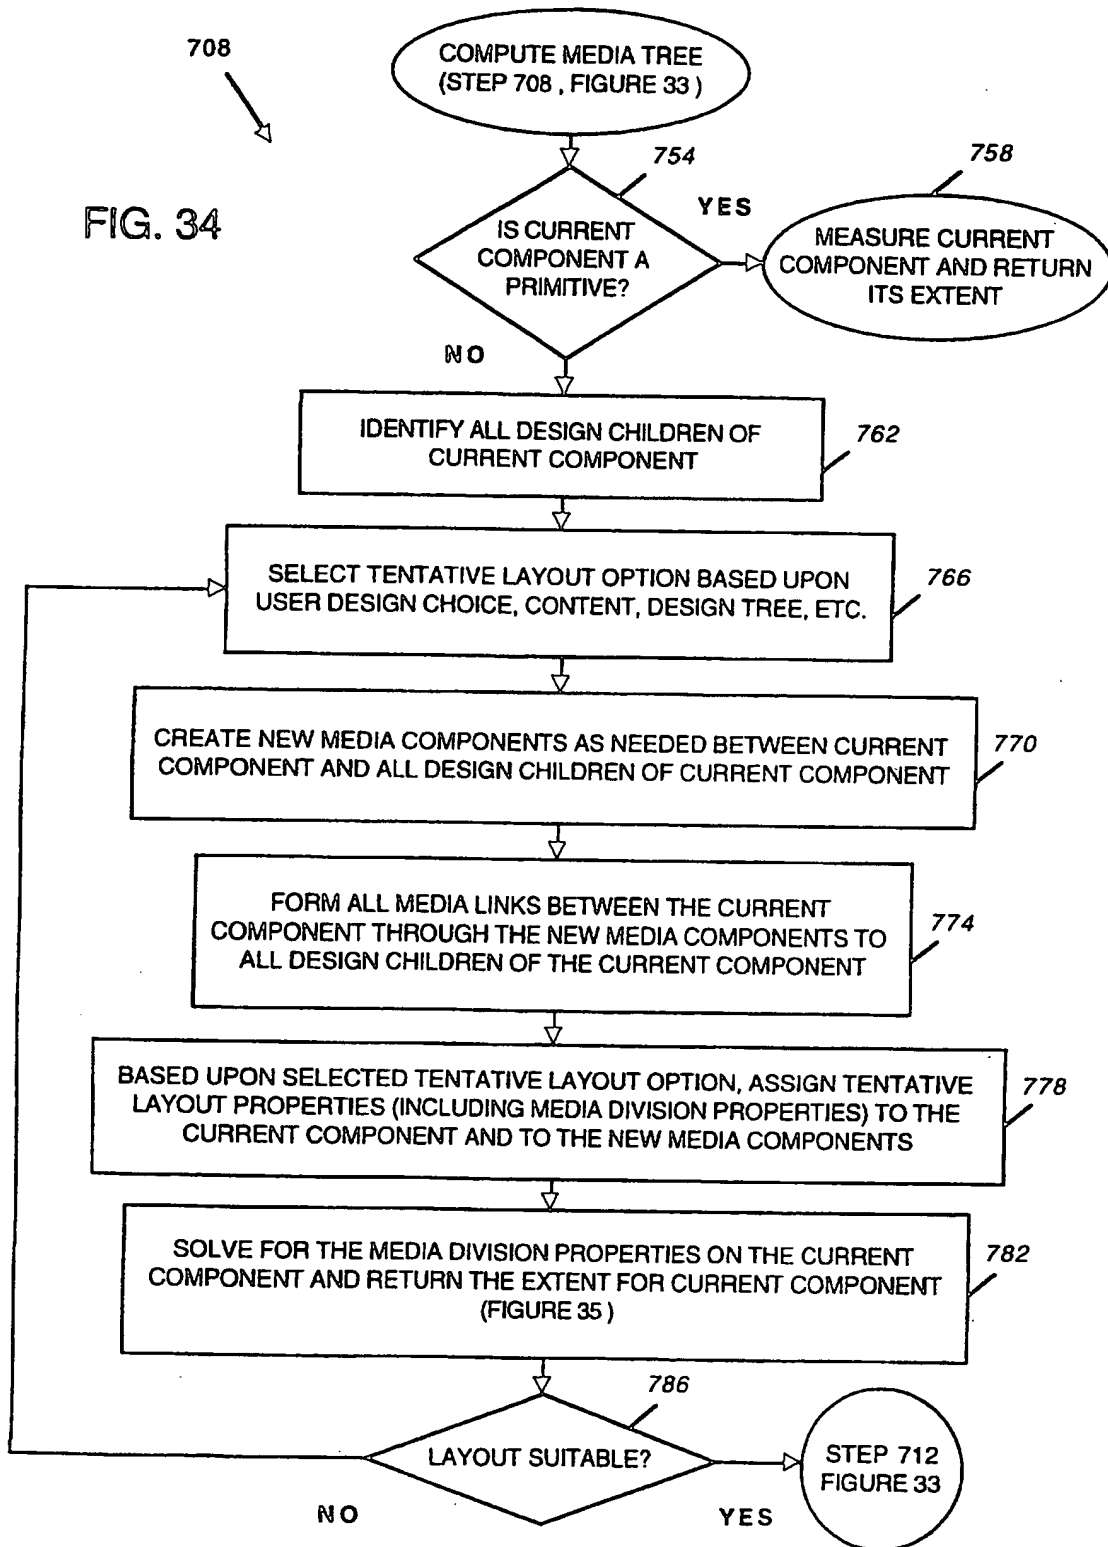 708
COMPUTE MEDIA TREE
(STEP 708 , FIGURE 33 )
FIG. 34
754
758
YES
IS CURRENT
COMPONENT A
PRIMITIVE?
MEASURE CURRENT
COMPONENT AND RETURN
ITS EXTENT
NO
IDENTIFY ALL DESIGN CHILDREN OF
CURRENT COMPONENT
762
SELECT TENTATIVE LAYOUT OPTION BASED UPON
USER DESIGN CHOICE, CONTENT, DESIGN TREE, ETC.
766
CREATE NEW MEDIA COMPONENTS AS NEEDED BETWEEN CURRENT
COMPONENT AND ALL DESIGN CHILDREN OF CURRENT COMPONENT
770
FORM ALL MEDIA LINKS BETWEEN THE CURRENT
COMPONENT THROUGH THE NEW MEDIA COMPONENTS TO
ALL DESIGN CHILDREN OF THE CURRENT COMPONENT
774
BASED UPON SELECTED TENTATIVE LAYOUT OPTION, ASSIGN TENTATIVE
LAYOUT PROPERTIES (INCLUDING MEDIA DIVISION PROPERTIES) TO THE
CURRENT COMPONENT AND TO THE NEW MEDIA COMPONENTS
778
SOLVE FOR THE MEDIA DIVISION PROPERTIES ON THE CURRENT
COMPONENT AND RETURN THE EXTENT FOR CURRENT COMPONENT
(FIGURE 35 )
782
786
LAYOUT SUITABLE?
STEP 712
FIGURE 33
NO
YES